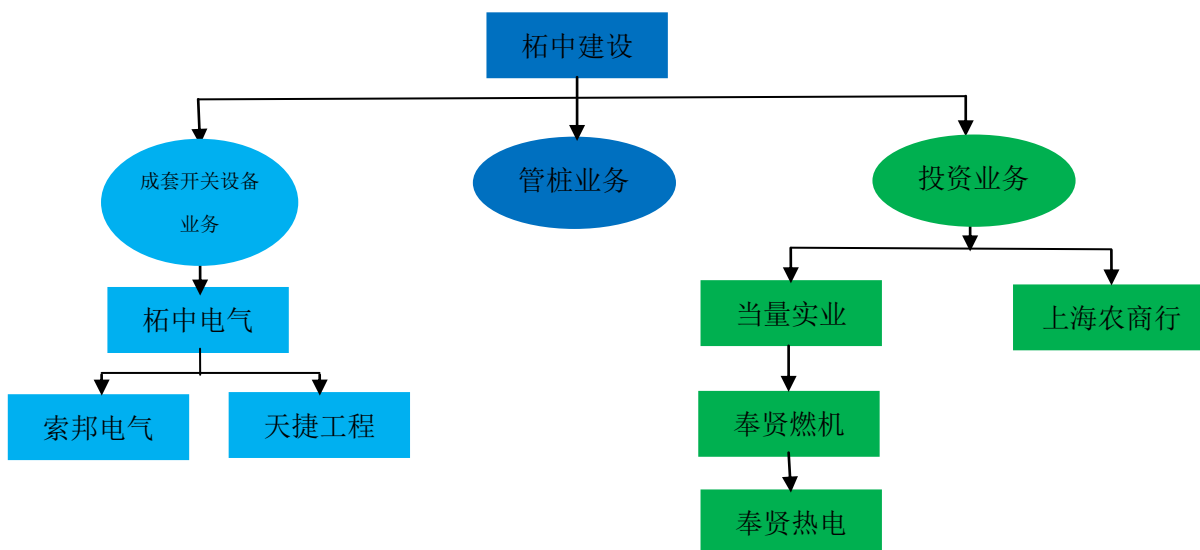 柘中建设
成套开关设备
业务
管桩业务
投资业务
柘中电气
当量实业
上海农商行
索邦电气
天捷工程
奉贤燃机
奉贤热电